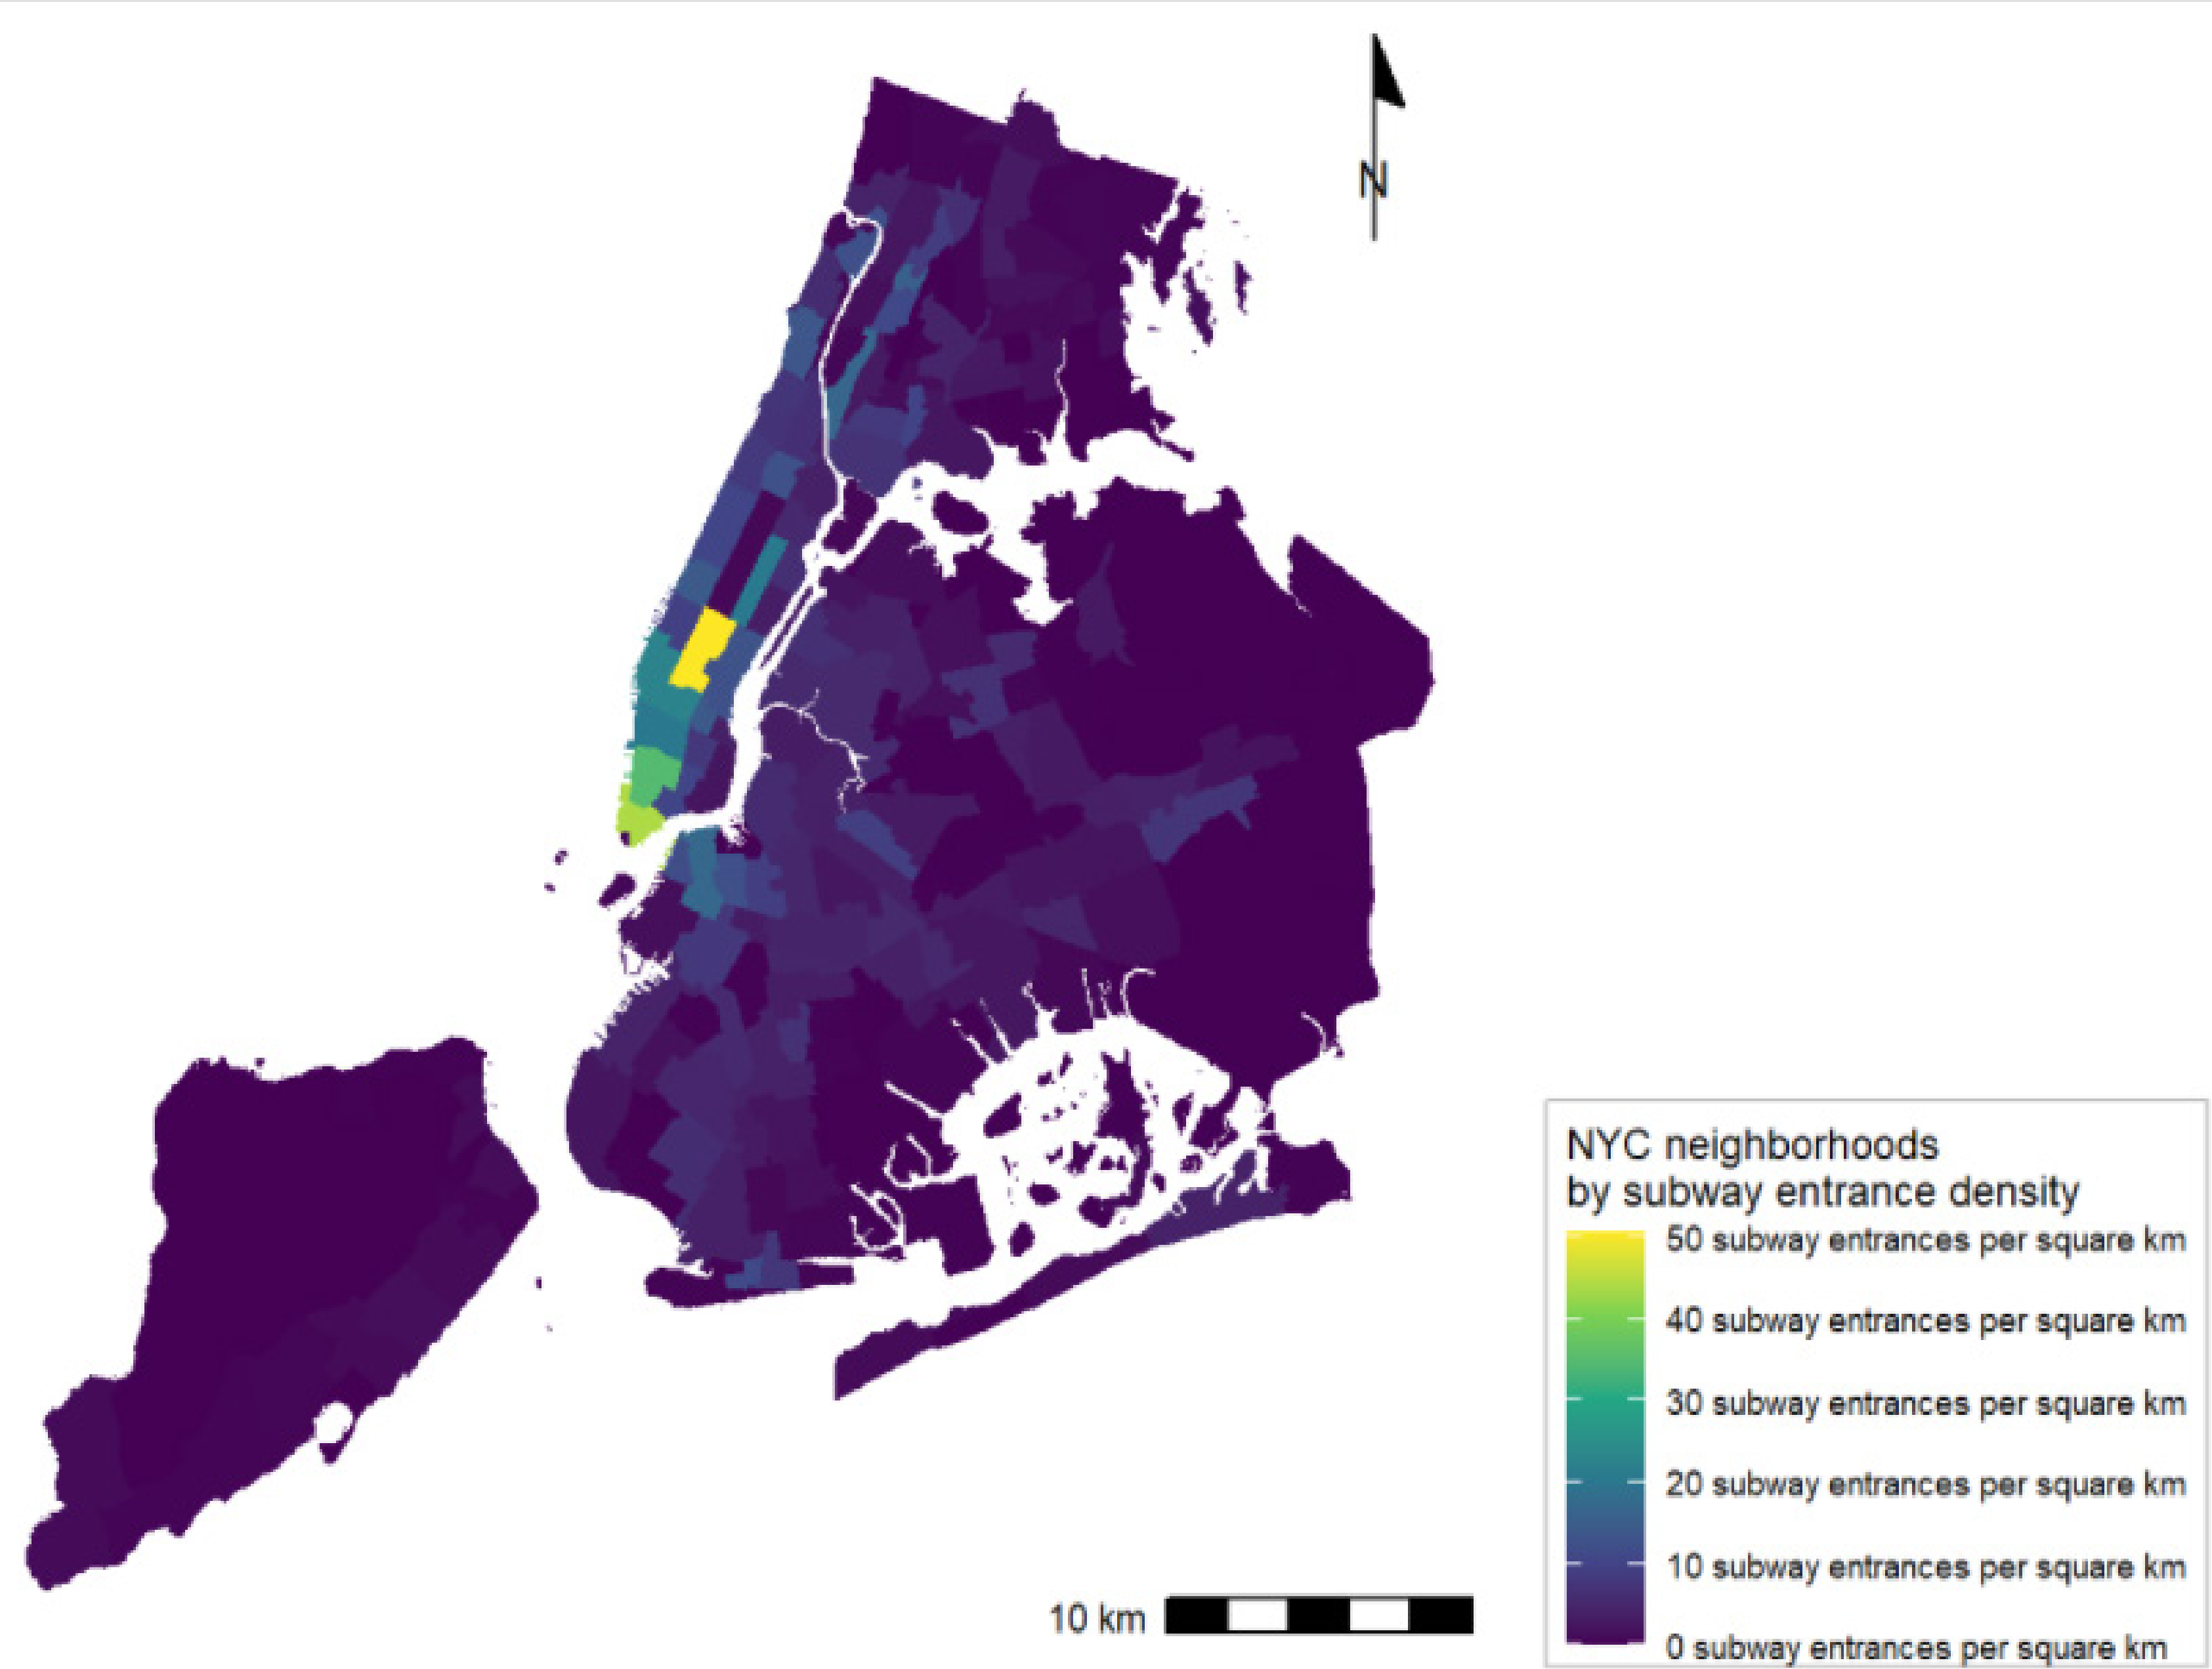 N
NYC neighborhoods
by subway entrance density
50 subway entrances per square km
40 subway entrances per square km
30 subway entrances per square km
20 subway entrances per square km
10 subway entrances per square km
0 subway entrances per square km
10 km